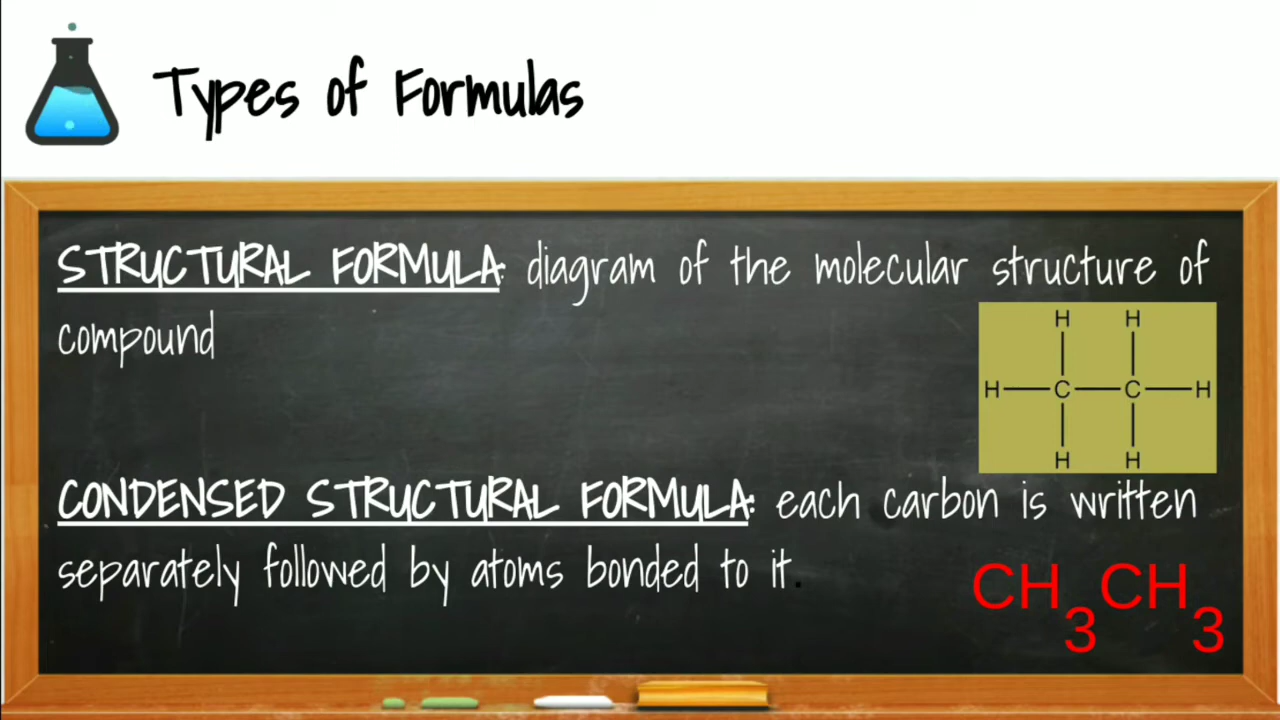 Types of Formulas
STRUCTURAL FORMULA: diagram of the molecular structure of
compound
H H
H C C H
H H
CONDENSED STRUCTURAL FORMULA: each carbon is written
separately followed by atoms bonded to it.
CH3CH3